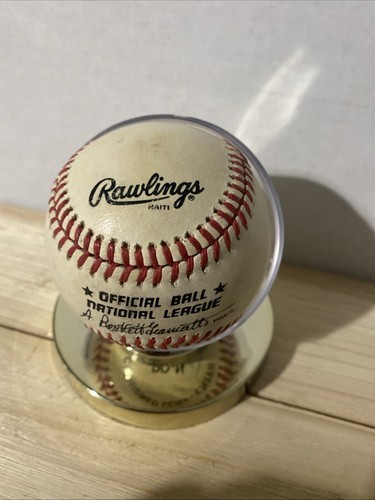 Rawlings®
HAITI
★ OFFICIAL BALL ★
NATIONAL LEAGUE
A. Bartlett Giamatti